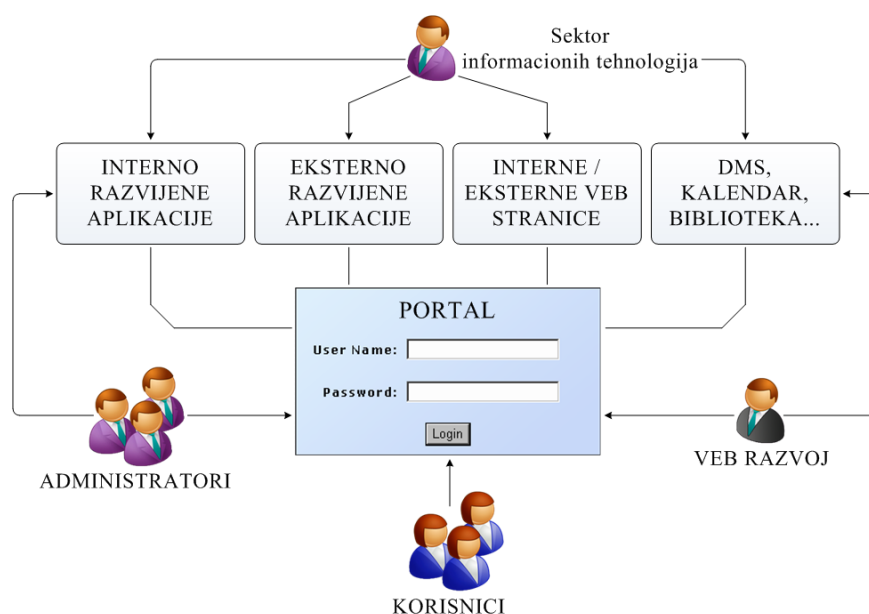 Sektor
informacionih tehnologija
INTERNO
RAZVIJENE
APLIKACIJE
EKSTERNO
RAZVIJENE
APLIKACIJE
INTERNE /
EKSTERNE VEB
STRANICE
DMS,
KALENDAR,
BIBLIOTEKA...
PORTAL
User Name:
Password:
Login
ADMINISTRATORI
VEB RAZVOJ
KORISNICI